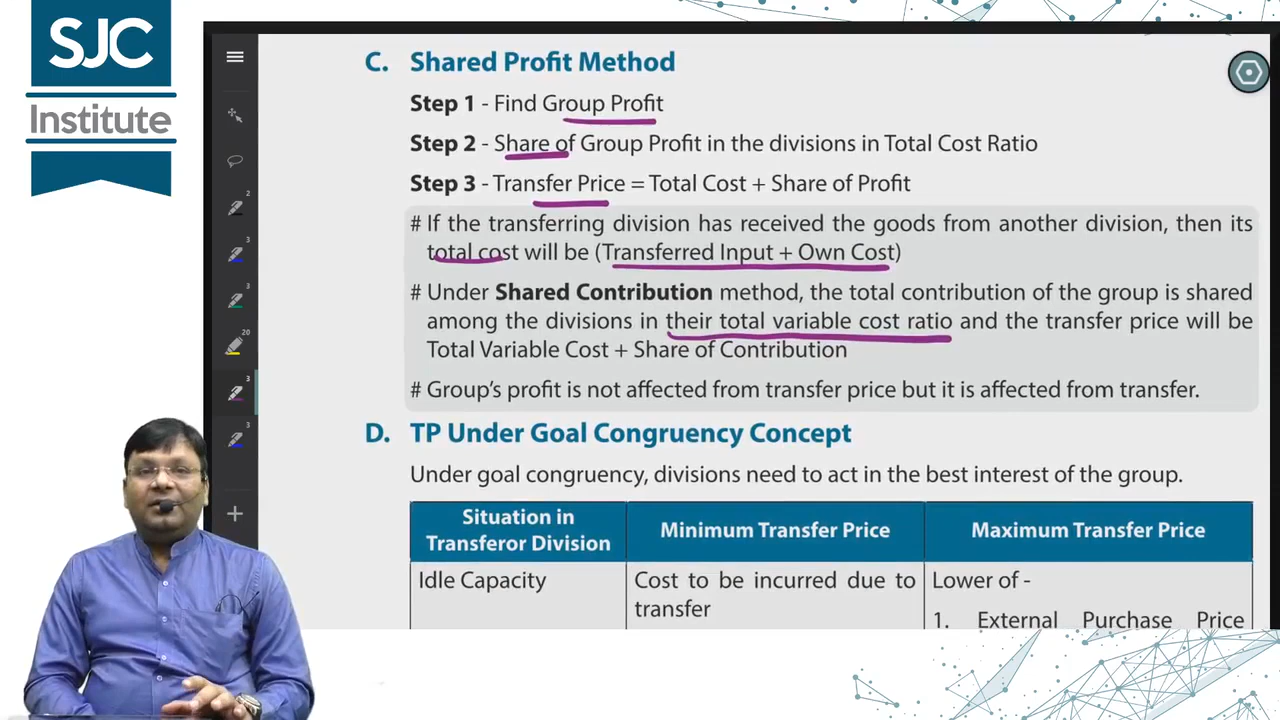 SJC
Institute
C. Shared Profit Method
Step 1 - Find Group Profit
Step 2 - Share of Group Profit in the divisions in Total Cost Ratio
Step 3 - Transfer Price = Total Cost + Share of Profit
# If the transferring division has received the goods from another division, then its
total cost will be (Transferred Input + Own Cost)
# Under Shared Contribution method, the total contribution of the group is shared
among the divisions in their total variable cost ratio and the transfer price will be
Total Variable Cost + Share of Contribution
# Group’s profit is not affected from transfer price but it is affected from transfer.
D. TP Under Goal Congruency Concept
Under goal congruency, divisions need to act in the best interest of the group.
Situation in
Transferor Division
Minimum Transfer Price
Maximum Transfer Price
Idle Capacity
Cost to be incurred due to
transfer
Lower of -
1. External Purchase Price
2
3
3
20
3
3